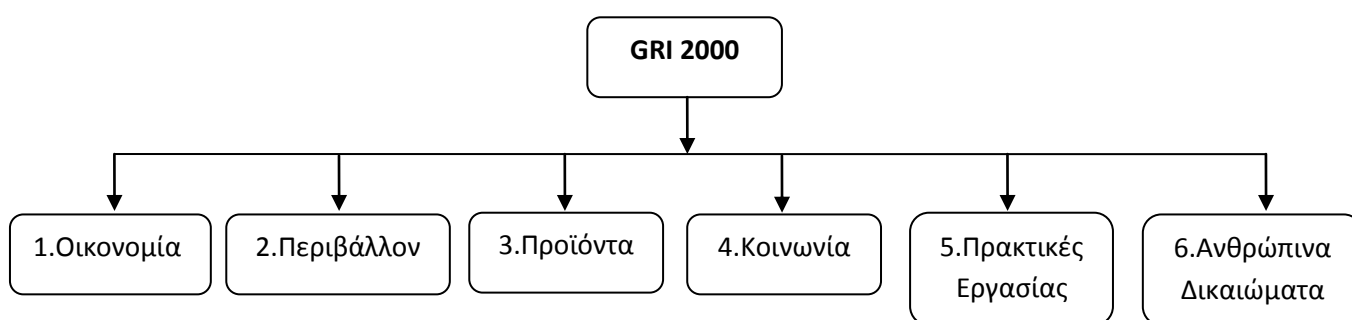 GRI 2000
1.Οικονομία
2.Περιβάλλον
3.Προϊόντα
4.Κοινωνία
5.Πρακτικές
Εργασίας
6.Ανθρώπινα
Δικαιώματα